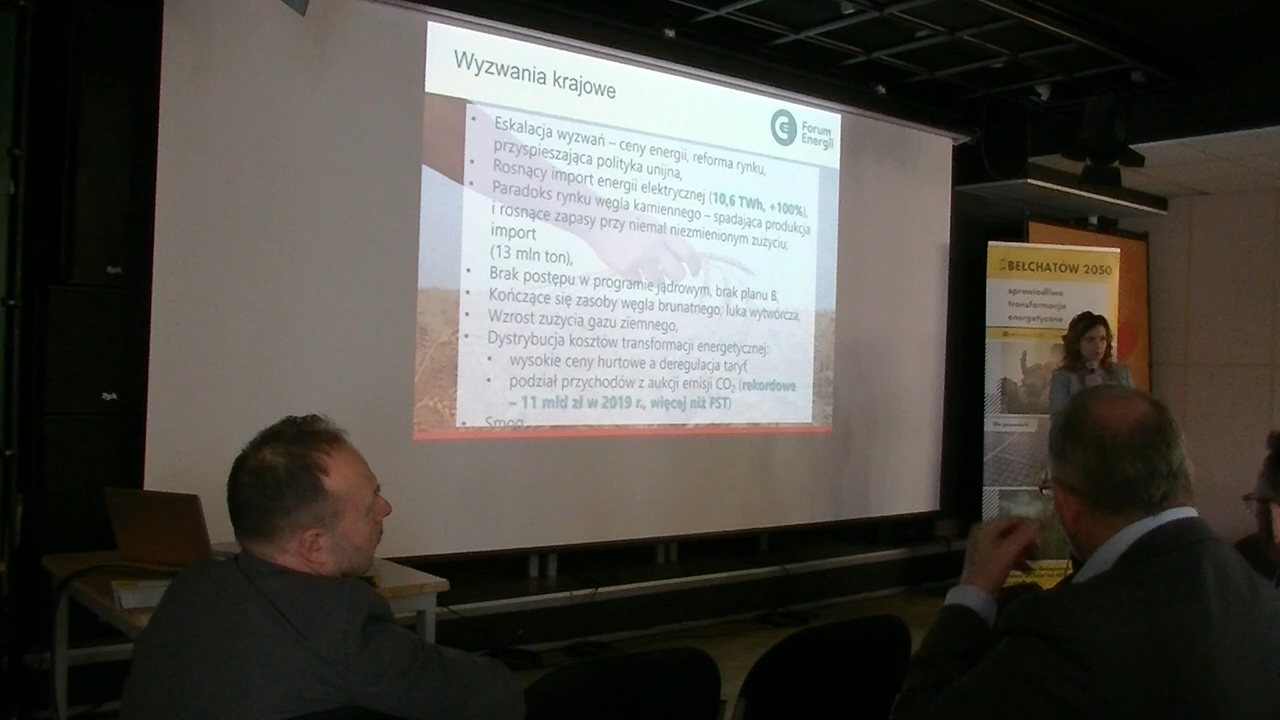 Wyzwania krajowe
Forum
Energii
• Eskalacja wyzwań – ceny energii, reforma rynku,
przyspieszająca polityka unijna,
• Rosnący import energii elektrycznej (10,6 TWh, +100%),
• Paradoks rynku węgla kamiennego – spadająca produkcja
i rosnące zapasy przy niemal niezmienionym zużyciu;
import
(13 mln ton),
• Brak postępu w programie jądrowym, brak planu B,
• Kończące się zasoby węgla brunatnego; luka wytwórcza,
• Wzrost zużycia gazu ziemnego,
• Dystrybucja kosztów transformacji energetycznej:
• wysokie ceny hurtowe a deregulacja taryf,
• podział przychodów z aukcji emisji CO₂ (rekordowe
– 11 mld zł w 2019 r., więcej niż PST)
Smog
BEŁCHATÓW 2050
sprawiedliwa
transformacja
energetyczna